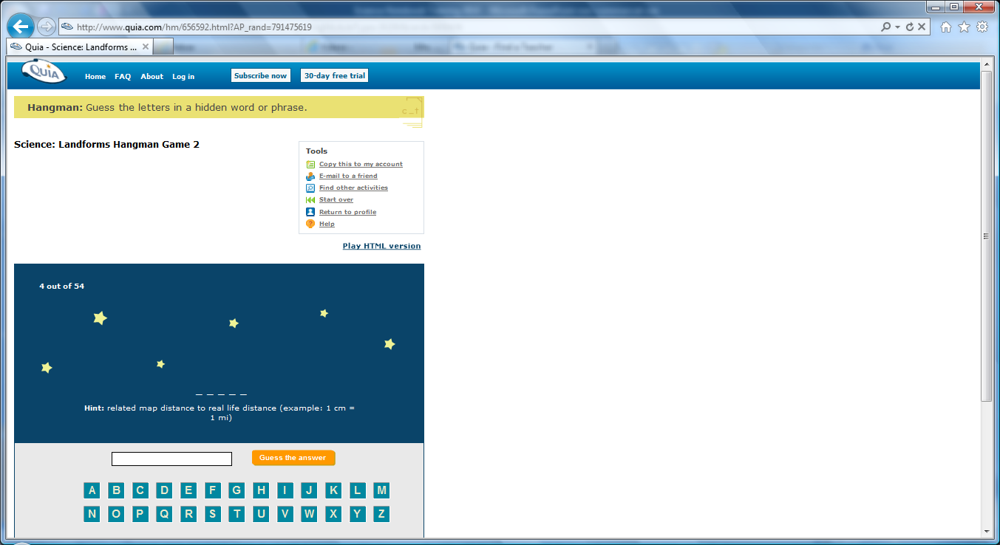 http://www.quia.com/hm/656592.html?AP_rand=791475619
Quia - Science: Landforms ...
QUIA
Home FAQ About Log in Subscribe now 30-day free trial
Hangman: Guess the letters in a hidden word or phrase.
c_t
Science: Landforms Hangman Game 2
Tools
Copy this to my account
E-mail to a friend
Find other activities
Start over
Return to profile
Help
Play HTML version
4 out of 54
_ _ _ _ _
Hint: related map distance to real life distance (example: 1 cm =
1 mi)
Guess the answer
A B C D E F G H I J K L M
N O P Q R S T U V W X Y Z